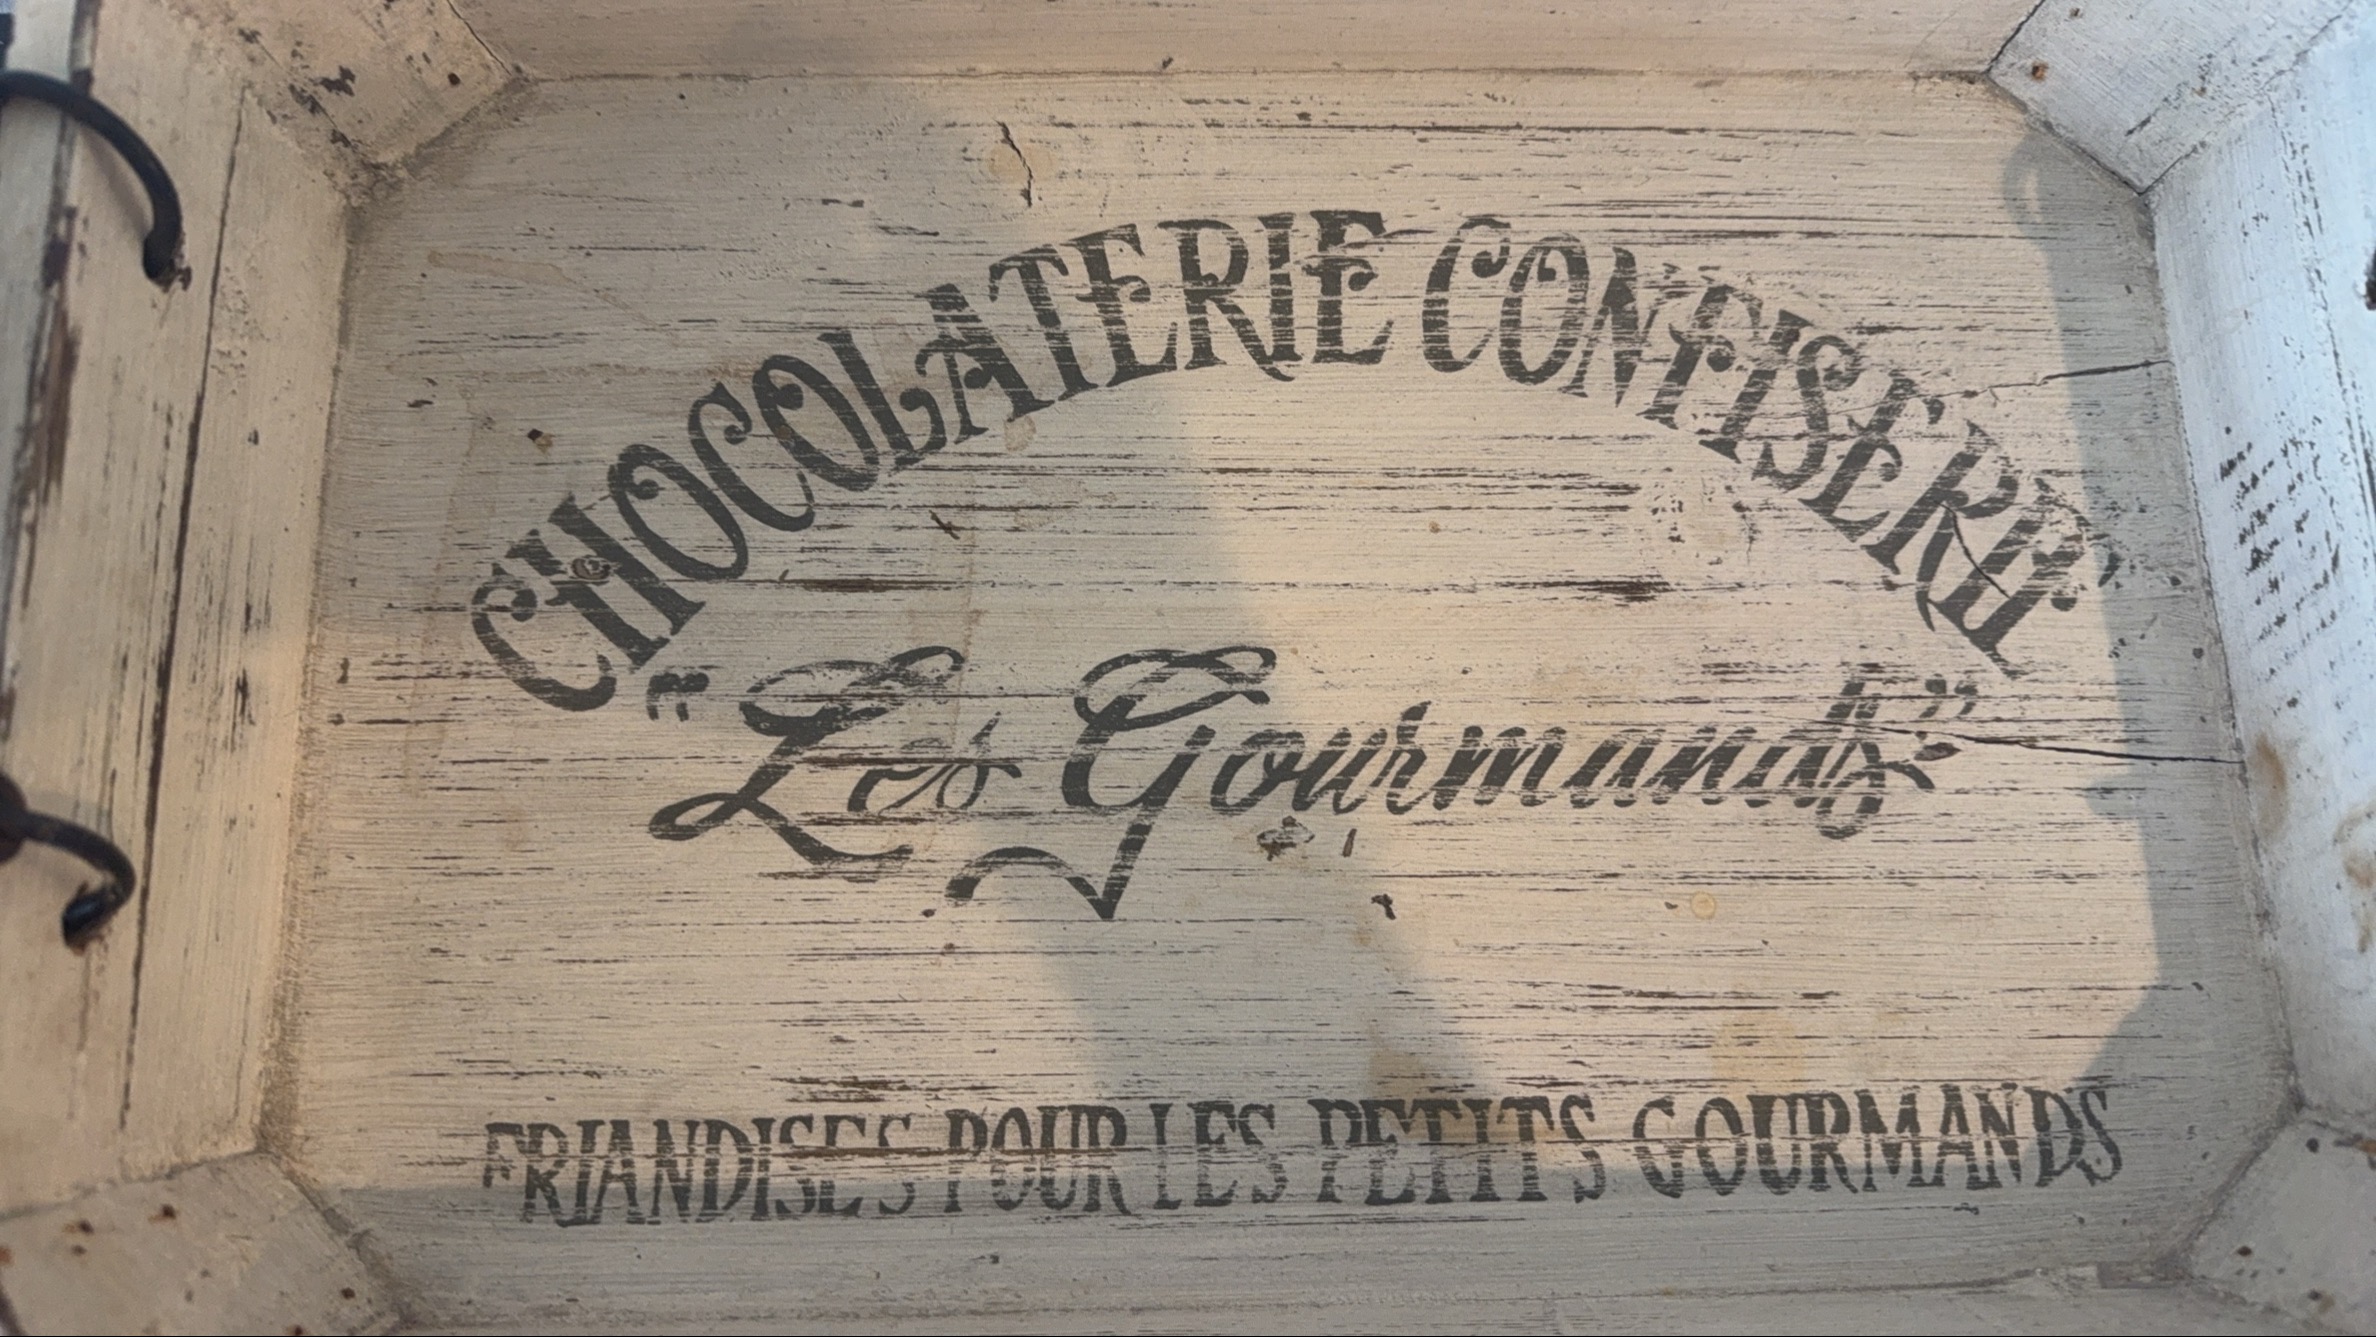 CHOCOLATERIE CONFISERIE
"Les Gourmands"
FRIANDISES POUR LES PETITS GOURMANDS